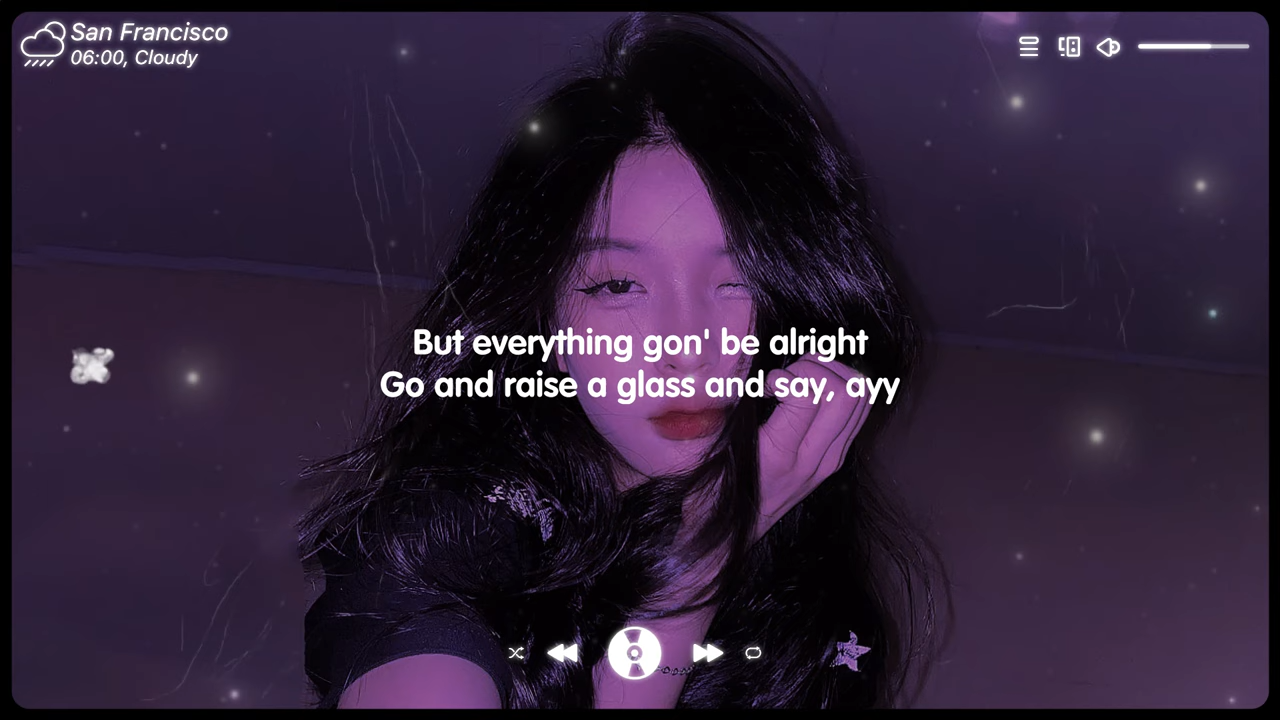 San Francisco
06:00, Cloudy
But everything gon' be alright
Go and raise a glass and say, ayy